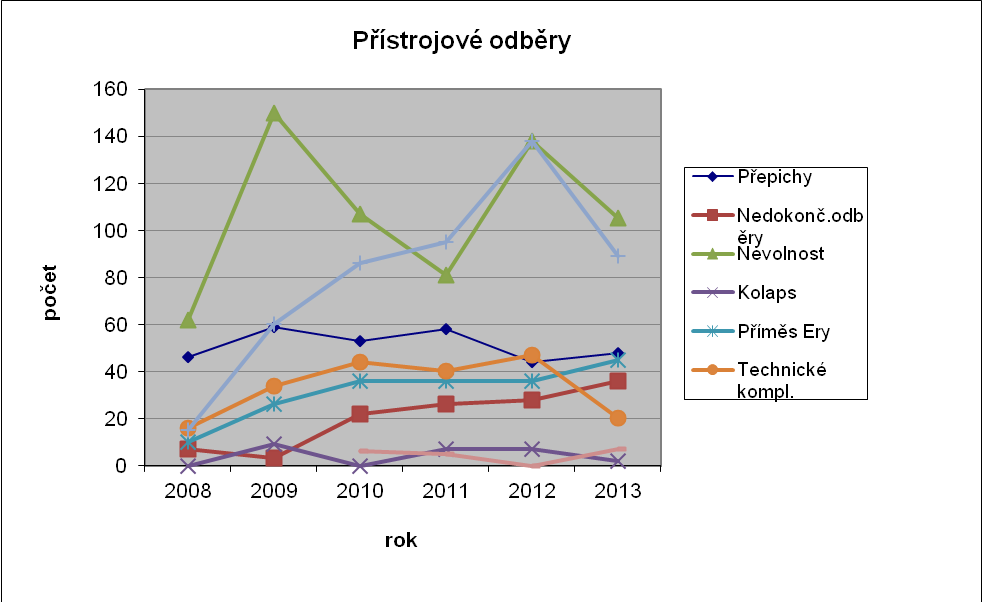 Přístrojové odběry
160
140
120
100
80
60
40
20
0
počet
2008 2009 2010 2011 2012 2013
rok
Přepichy
Nedokonč.odb
ěry
Nevolnost
Kolaps
Příměs Ery
Technické
kompl.